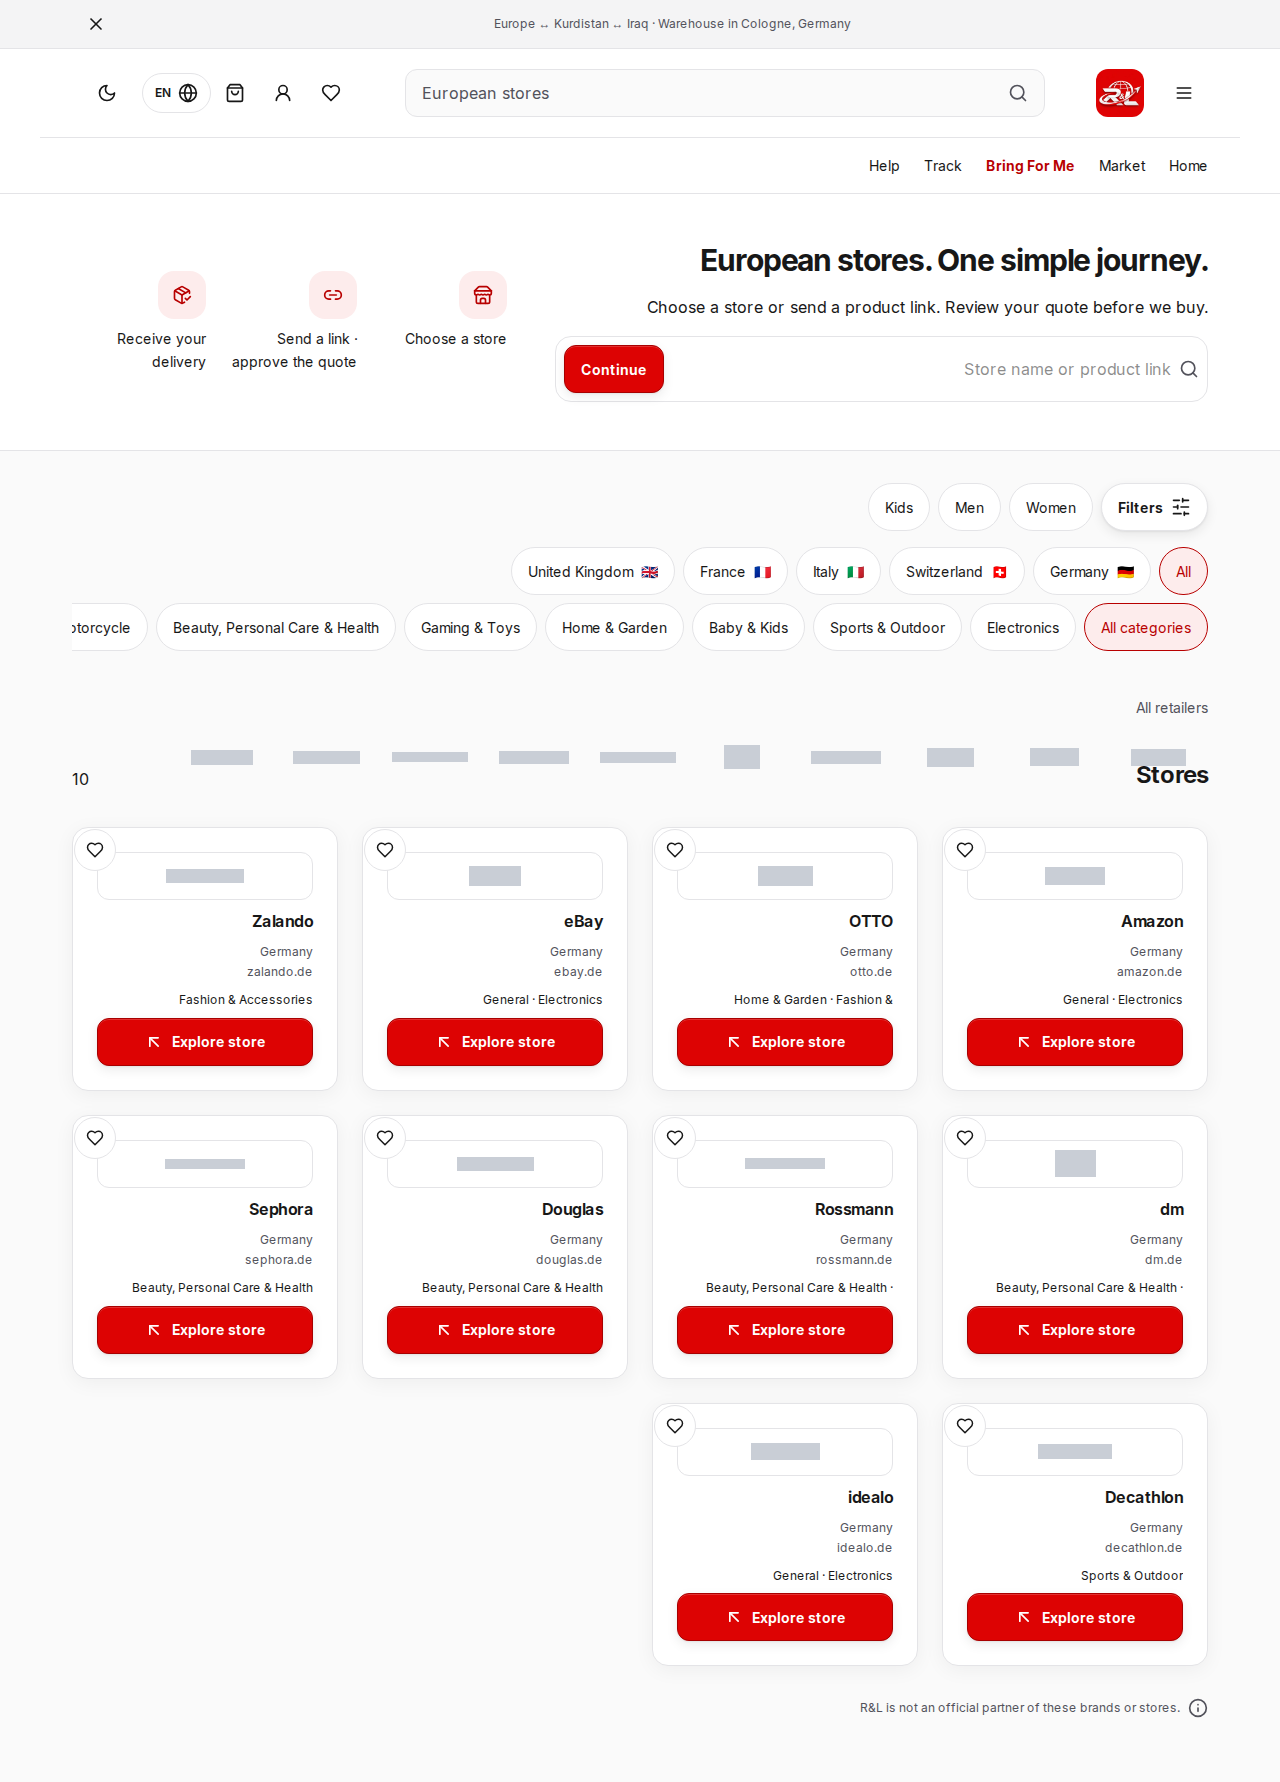 Europe ↔ Kurdistan ↔ Iraq · Warehouse in Cologne, Germany
EN
European stores
R&L
Help
Track
Bring For Me
Market
Home
European stores. One simple journey.
Choose a store or send a product link. Review your quote before we buy.
Continue
Store name or product link
Choose a store
Send a link ·
approve the quote
Receive your
delivery
Filters
Women
Men
Kids
All
Germany
Switzerland
Italy
France
United Kingdom
All categories
Electronics
Sports & Outdoor
Baby & Kids
Home & Garden
Gaming & Toys
Beauty, Personal Care & Health
otorcycle
All retailers
Stores
10
Amazon
Germany
amazon.de
General · Electronics
Explore store
OTTO
Germany
otto.de
Home & Garden · Fashion &
Explore store
eBay
Germany
ebay.de
General · Electronics
Explore store
Zalando
Germany
zalando.de
Fashion & Accessories
Explore store
dm
Germany
dm.de
Beauty, Personal Care & Health ·
Explore store
Rossmann
Germany
rossmann.de
Beauty, Personal Care & Health ·
Explore store
Douglas
Germany
douglas.de
Beauty, Personal Care & Health
Explore store
Sephora
Germany
sephora.de
Beauty, Personal Care & Health
Explore store
Decathlon
Germany
decathlon.de
Sports & Outdoor
Explore store
idealo
Germany
idealo.de
General · Electronics
Explore store
R&L is not an official partner of these brands or stores.